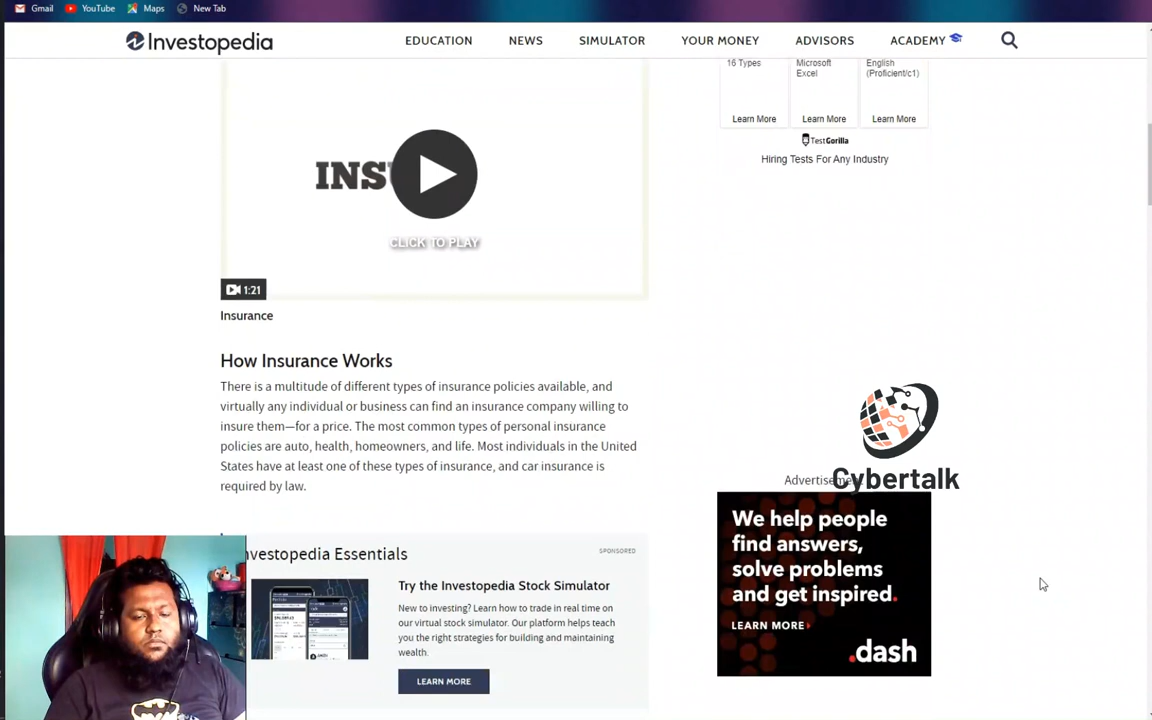 Gmail
YouTube
Maps
New Tab
Investopedia
EDUCATION
NEWS
SIMULATOR
YOUR MONEY
ADVISORS
ACADEMY
16 Types
Microsoft
Excel
English
(Proficient/c1)
Learn More
Learn More
Learn More
TestGorilla
Hiring Tests For Any Industry
CLICK TO PLAY
1:21
Insurance
How Insurance Works
There is a multitude of different types of insurance policies available, and
virtually any individual or business can find an insurance company willing to
insure them—for a price. The most common types of personal insurance
policies are auto, health, homeowners, and life. Most individuals in the United
States have at least one of these types of insurance, and car insurance is
required by law.
Cybertalk
We help people
find answers,
solve problems
and get inspired.
LEARN MORE
.dash
nvestopedia Essentials
SPONSORED
Try the Investopedia Stock Simulator
New to investing? Learn how to trade in real time on
our virtual stock simulator. Our platform helps teach
you the right strategies for building and maintaining
wealth.
LEARN MORE